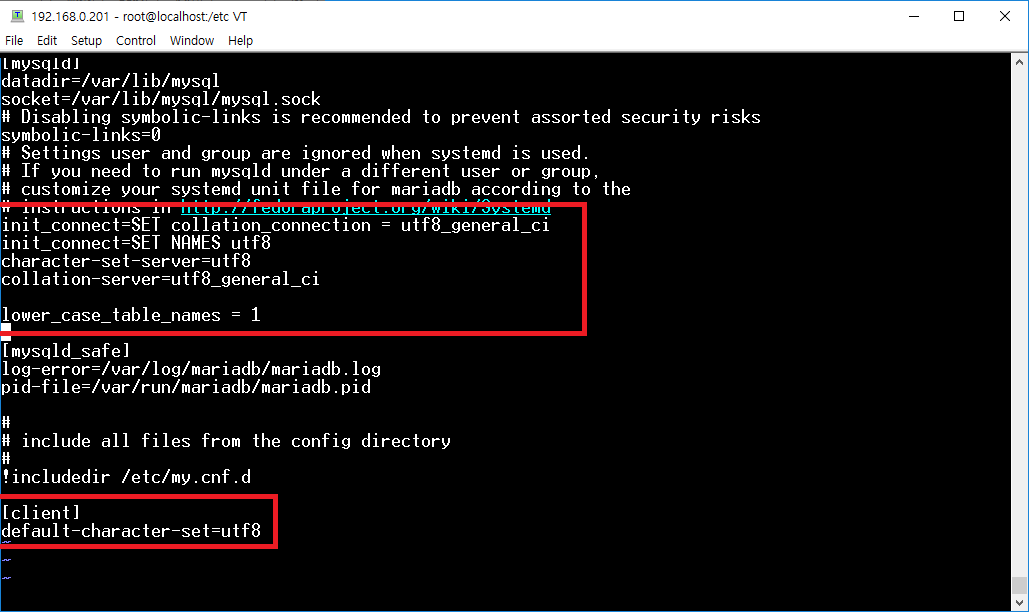 192.168.0.201 - root@localhost:/etc VT
File Edit Setup Control Window Help
[mysqld]
datadir=/var/lib/mysql
socket=/var/lib/mysql/mysql.sock
# Disabling symbolic-links is recommended to prevent assorted security risks
symbolic-links=0
# Settings user and group are ignored when systemd is used.
# If you need to run mysqld under a different user or group,
# customize your systemd unit file for mariadb according to the
# instructions in http://fedoraproject.org/wiki/Systemd
init_connect=SET collation_connection = utf8_general_ci
init_connect=SET NAMES utf8
character-set-server=utf8
collation-server=utf8_general_ci
lower_case_table_names = 1
[mysqld_safe]
log-error=/var/log/mariadb/mariadb.log
pid-file=/var/run/mariadb/mariadb.pid
#
# include all files from the config directory
#
!includedir /etc/my.cnf.d
[client]
default-character-set=utf8
~
~
~